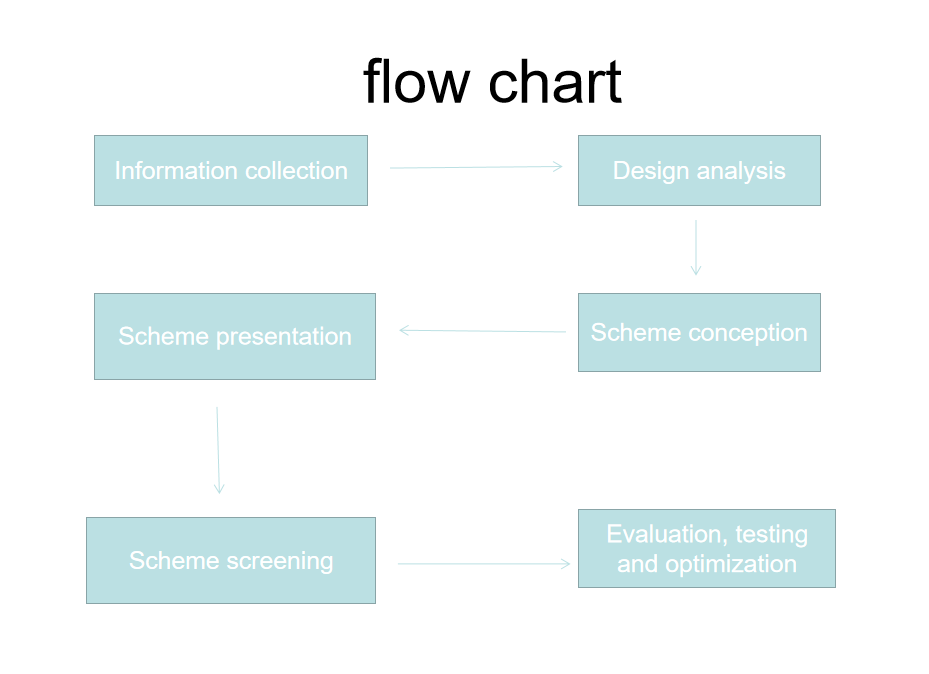 flow chart
Information collection
Design analysis
Scheme presentation
Scheme conception
Scheme screening
Evaluation, testing
and optimization